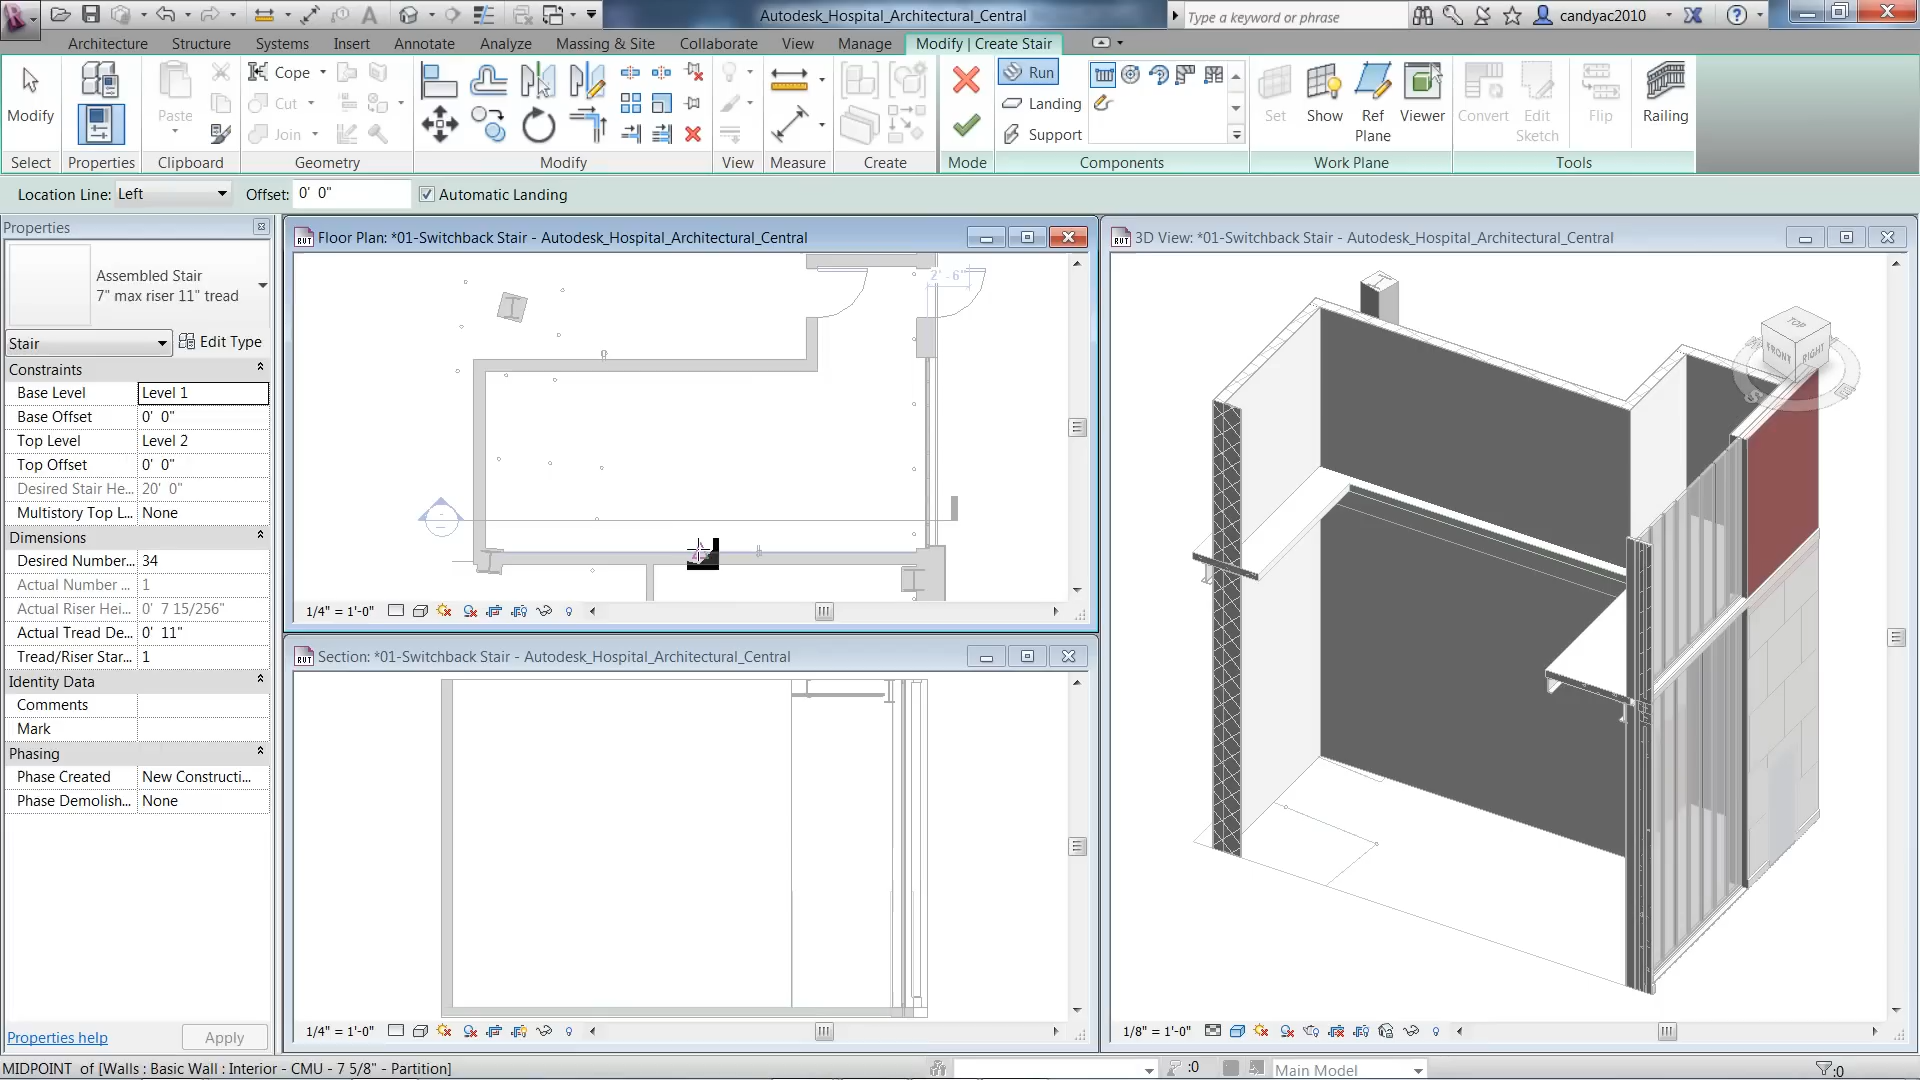 Autodesk_Hospital_Architectural_Central
Type a keyword or phrase
candyac2010
Architecture
Structure
Systems
Insert
Annotate
Analyze
Massing & Site
Collaborate
View
Manage
Modify | Create Stair
Modify
Paste
Cope
Cut
Join
Run
Landing
Support
Set
Show
Ref
Plane
Viewer
Convert
Edit
Sketch
Flip
Railing
Select
Properties
Clipboard
Geometry
Modify
View
Measure
Create
Mode
Components
Work Plane
Tools
Location Line: Left
Offset: 0' 0"
Automatic Landing
Properties
Assembled Stair
7" max riser 11" tread
Stair
Edit Type
Constraints
Base Level Level 1
Base Offset 0' 0"
Top Level Level 2
Top Offset 0' 0"
Desired Stair He... 20' 0"
Multistory Top L... None
Dimensions
Desired Number... 34
Actual Number ... 1
Actual Riser Hei... 0' 7 15/256"
Actual Tread De... 0' 11"
Tread/Riser Star... 1
Identity Data
Comments
Mark
Phasing
Phase Created New Constructi...
Phase Demolish... None
Properties help
Apply
Floor Plan: *01-Switchback Stair - Autodesk_Hospital_Architectural_Central
2' - 6"
1/4" = 1'-0"
Section: *01-Switchback Stair - Autodesk_Hospital_Architectural_Central
1/4" = 1'-0"
3D View: *01-Switchback Stair - Autodesk_Hospital_Architectural_Central
TOP
FRONT
RIGHT
S
E
1/8" = 1'-0"
MIDPOINT of [Walls : Basic Wall : Interior - CMU - 7 5/8" - Partition]
:0
Main Model
:0